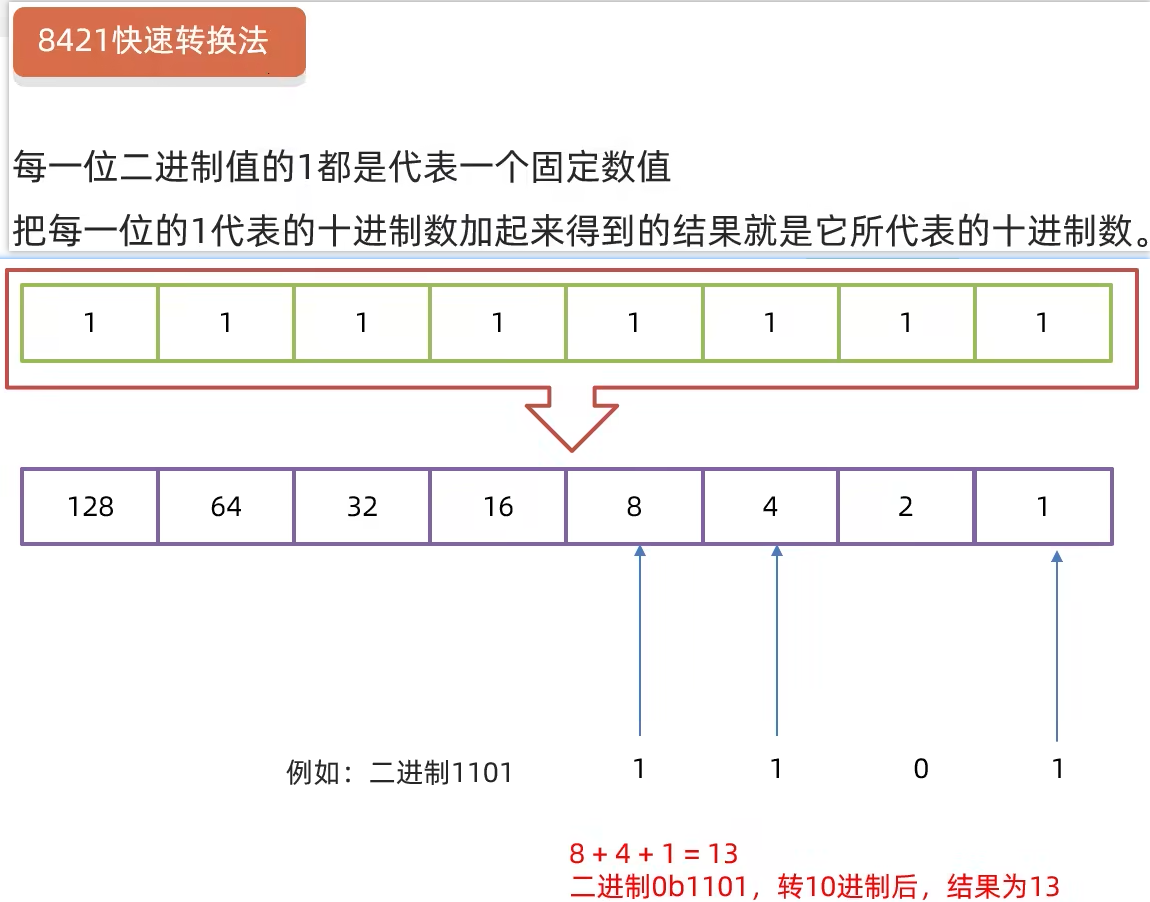 8421快速转换法
每一位二进制值的1都是代表一个固定数值
把每一位的1代表的十进制数加起来得到的结果就是它所代表的十进制数。
1 1 1 1 1 1 1 1
128 64 32 16 8 4 2 1
例如：二进制1101 1 1 0 1
8 + 4 + 1 = 13
二进制0b1101，转10进制后，结果为13